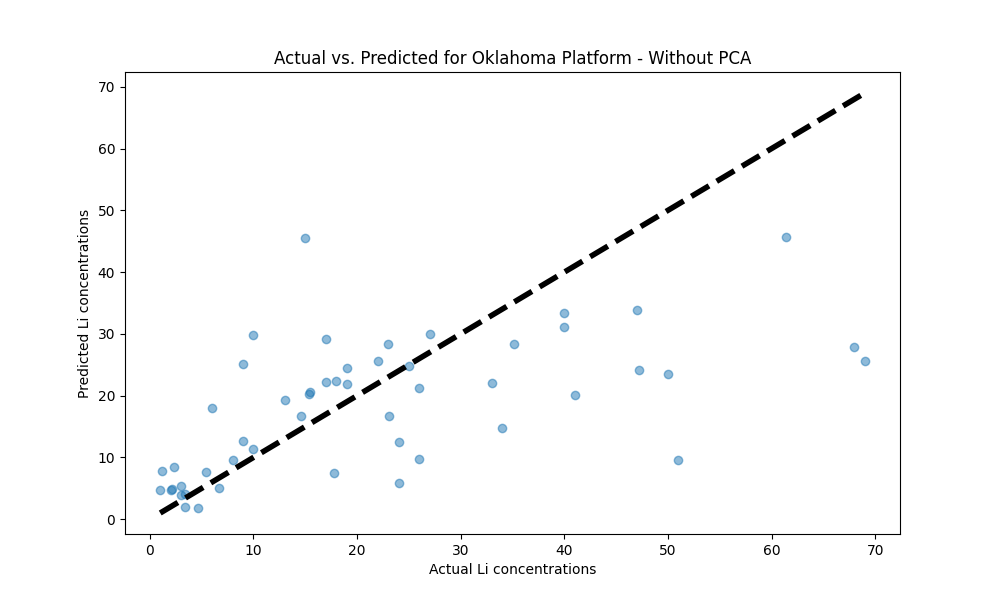 Actual vs. Predicted for Oklahoma Platform - Without PCA
70
60
50
40
30
20
10
0
Predicted Li concentrations
0 10 20 30 40 50 60 70
Actual Li concentrations